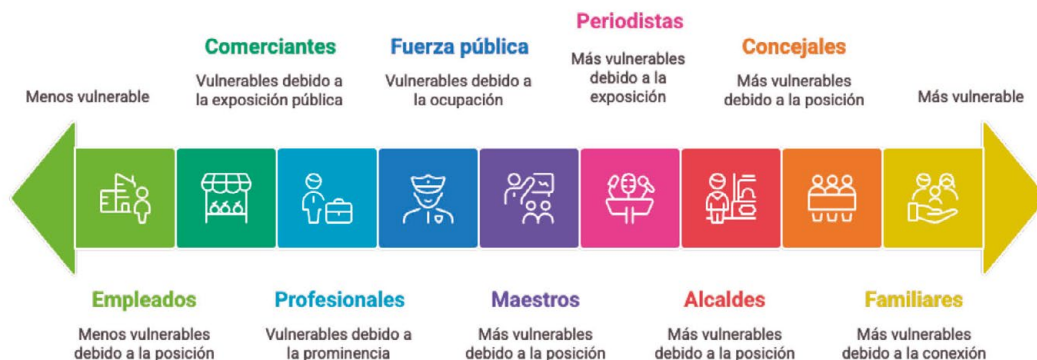 Periodistas
Comerciantes
Fuerza pública
Concejales
Menos vulnerable
Vulnerables debido a
la exposición pública
Vulnerables debido a
la ocupación
Más vulnerables
debido a la
exposición
Más vulnerables
debido a la posición
Más vulnerable
Empleados
Profesionales
Maestros
Alcaldes
Familiares
Menos vulnerables
debido a la posición
Vulnerables debido a
la prominencia
Más vulnerables
debido a la posición
Más vulnerables
debido a la posición
Más vulnerables
debido a la conexión